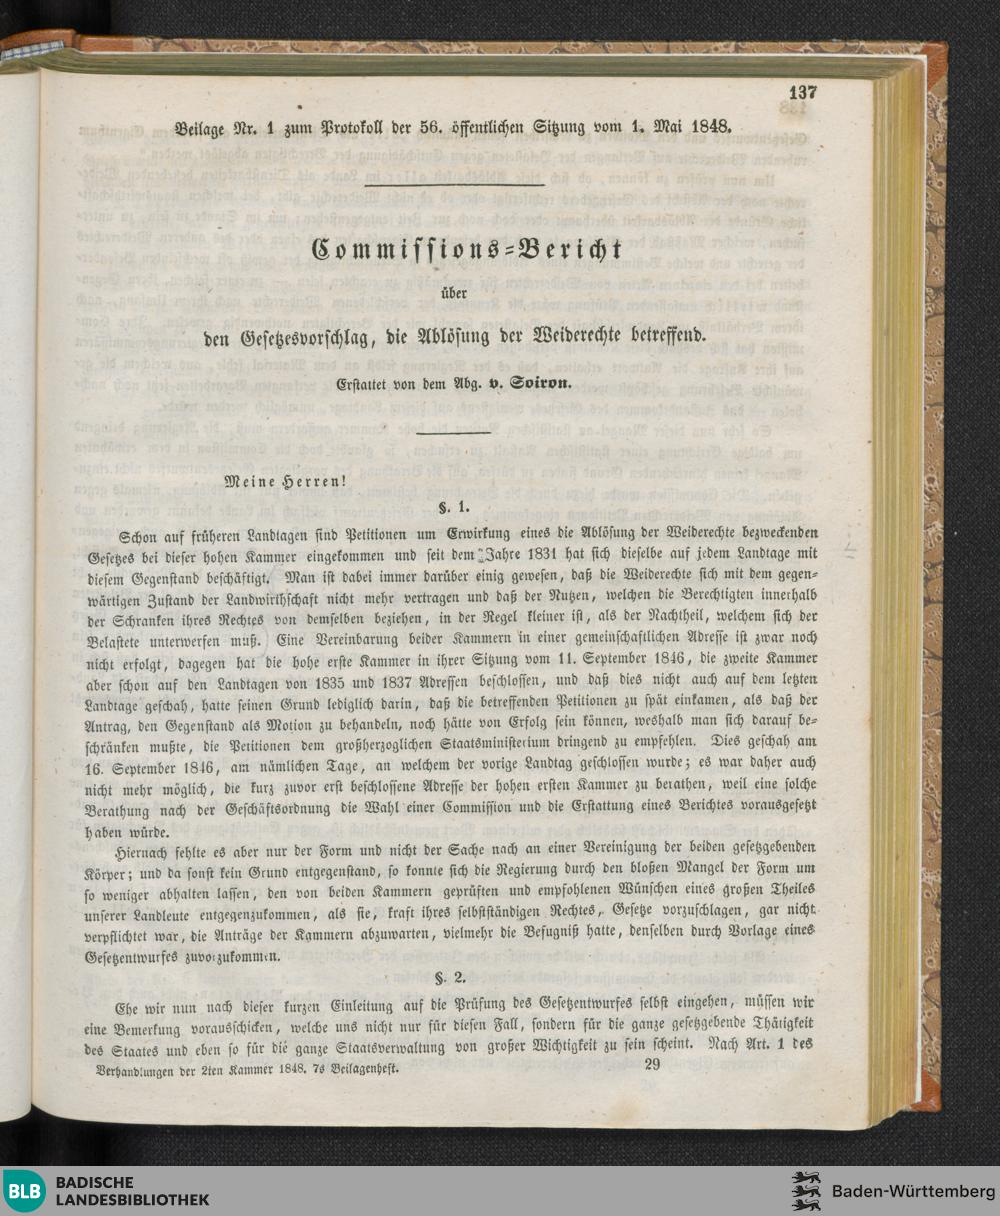 137
Beilage Nr. 1 zum Protokoll der 56. öffentlichen Sitzung vom 1. Mai 1848.
Commissions-Bericht
über
den Gesetzesvorschlag, die Ablösung der Weiderechte betreffend.
Erstattet von dem Abg. v. Soiron.
Meine Herren!
§. 1.
Schon auf früheren Landtagen sind Petitionen um Erwirkung eines die Ablösung der Weiderechte bezweckenden
Gesetzes bei dieser hohen Kammer eingekommen und seit dem Jahre 1831 hat sich dieselbe auf jedem Landtage mit
diesem Gegenstand beschäftigt. Man ist dabei immer darüber einig gewesen, daß die Weiderechte sich mit dem gegen-
wärtigen Zustand der Landwirthschaft nicht mehr vertragen und daß der Nutzen, welchen die Berechtigten innerhalb
der Schranken ihres Rechtes von demselben beziehen, in der Regel kleiner ist, als der Nachtheil, welchem sich der
Belastete unterwerfen muß. Eine Vereinbarung beider Kammern in einer gemeinschaftlichen Adresse ist zwar noch
nicht erfolgt, dagegen hat die hohe erste Kammer in ihrer Sitzung vom 11. September 1846, die zweite Kammer
aber schon auf den Landtagen von 1835 und 1837 Adressen beschlossen, und daß dies nicht auch auf dem letzten
Landtage geschah, hatte seinen Grund lediglich darin, daß die betreffenden Petitionen zu spät einkamen, als daß der
Antrag, den Gegenstand als Motion zu behandeln, noch hätte von Erfolg sein können, weshalb man sich darauf be-
schränken mußte, die Petitionen dem großherzoglichen Staatsministerium dringend zu empfehlen. Dies geschah am
16. September 1846, am nämlichen Tage, an welchem der vorige Landtag geschlossen wurde; es war daher auch
nicht mehr möglich, die kurz zuvor erst beschlossene Adresse der hohen ersten Kammer zu berathen, weil eine solche
Berathung nach der Geschäftsordnung die Wahl einer Commission und die Erstattung eines Berichtes vorausgesetzt
haben würde.
Hiernach fehlte es aber nur der Form und nicht der Sache nach an einer Vereinigung der beiden gesetzgebenden
Körper; und da sonst kein Grund entgegenstand, so konnte sich die Regierung durch den bloßen Mangel der Form um
so weniger abhalten lassen, den von beiden Kammern geprüften und empfohlenen Wünschen eines großen Theiles
unserer Landleute entgegenzukommen, als sie, kraft ihres selbstständigen Rechtes, Gesetze vorzuschlagen, gar nicht
verpflichtet war, die Anträge der Kammern abzuwarten, vielmehr die Befugniß hatte, denselben durch Vorlage eines
Gesetzentwurfes zuvorzukommen.
§. 2.
Ehe wir nun nach dieser kurzen Einleitung auf die Prüfung des Gesetzentwurfes selbst eingehen, müssen wir
eine Bemerkung vorausschicken, welche uns nicht nur für diesen Fall, sondern für die ganze gesetzgebende Thätigkeit
des Staates und eben so für die ganze Staatsverwaltung von großer Wichtigkeit zu sein scheint. Nach Art. 1 des
Verhandlungen der 2ten Kammer 1848. 7s Beilagenheft. 29
BLB BADISCHE
LANDESBIBLIOTHEK
Baden-Württemberg